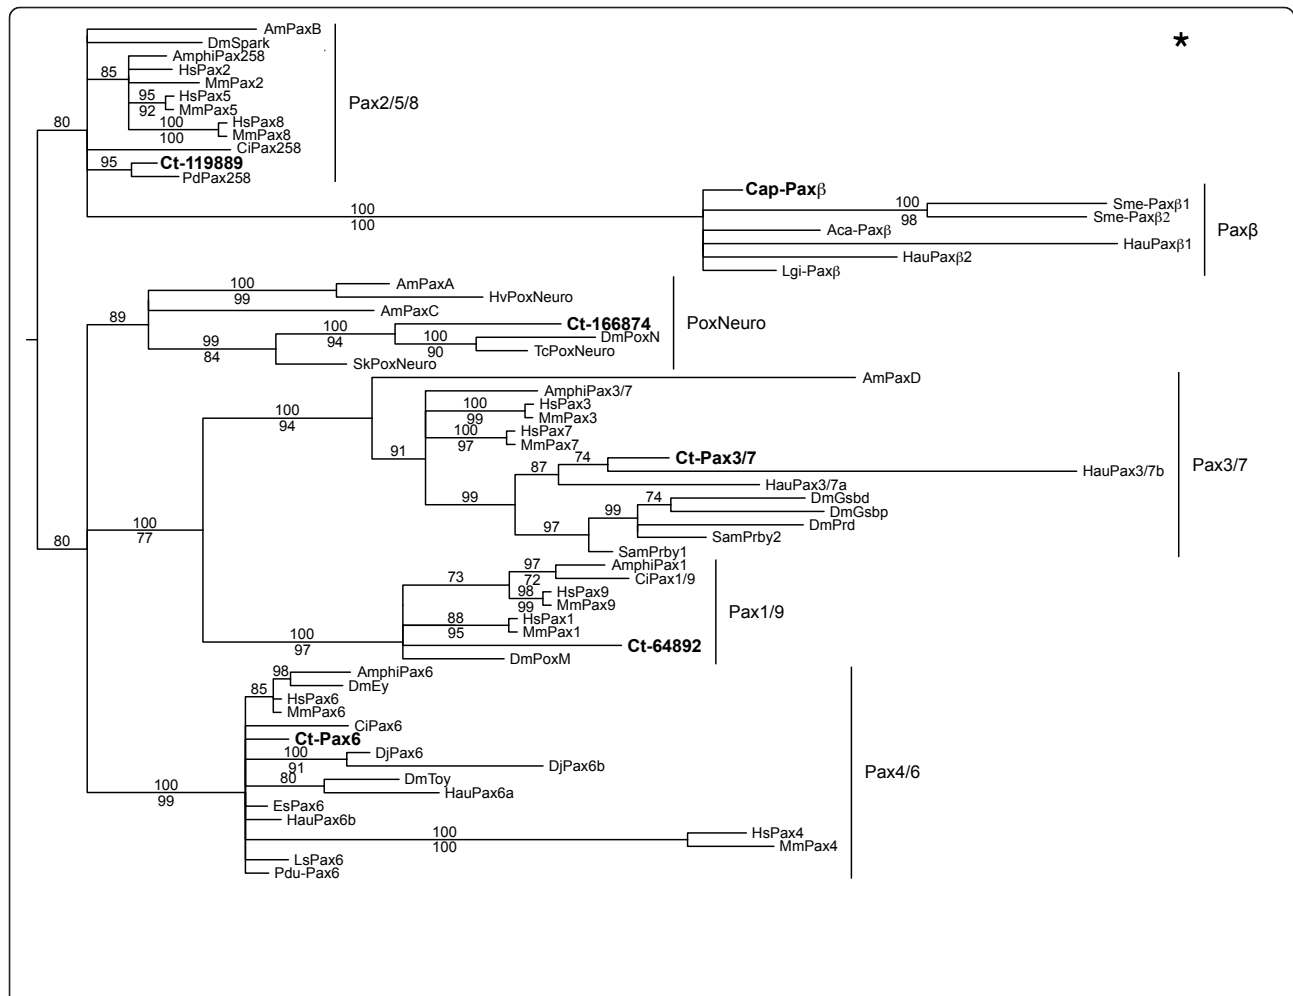 *
AmPaxB
DmSpark
AmphiPax258
HsPax2
85
MmPax2
95
HsPax5
92
MmPax5
Pax2/5/8
100
HsPax8
80
100
MmPax8
CiPax258
95
Ct-119889
PdPax258
Cap-Paxβ
100
100
Sme-Paxβ1
100
98
Sme-Paxβ2
Aca-Paxβ
Paxβ
HauPaxβ1
HauPaxβ2
Lgi-Paxβ
100
AmPaxA
99
HvPoxNeuro
89
AmPaxC
100
Ct-166874
PoxNeuro
99
94
100
DmPoxN
84
90
TcPoxNeuro
SkPoxNeuro
AmPaxD
AmphiPax3/7
100
100
HsPax3
94
99
MmPax3
100
HsPax7
91
97
MmPax7
74
Ct-Pax3/7
87
HauPax3/7b
Pax3/7
HauPax3/7a
99
74
DmGsbd
99
DmGsbp
100
97
DmPrd
77
SamPrby2
80
SamPrby1
97
AmphiPax1
73
72
CiPax1/9
98
HsPax9
99
MmPax9
Pax1/9
88
HsPax1
100
95
MmPax1
97
Ct-64892
DmPoxM
98
AmphiPax6
85
DmEy
HsPax6
MmPax6
CiPax6
Ct-Pax6
100
DjPax6
91
DjPax6b
Pax4/6
80
DmToy
100
HauPax6a
99
EsPax6
HauPax6b
100
HsPax4
100
MmPax4
LsPax6
Pdu-Pax6